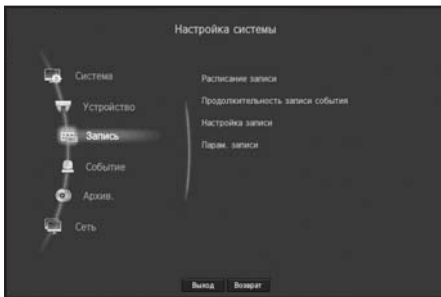 Настройка системы
Система
Устройство
Запись
Событие
Архив.
Сеть
Расписание записи
Продолжительность записи события
Настройка записи
Парам. записи
Выход
Возврат